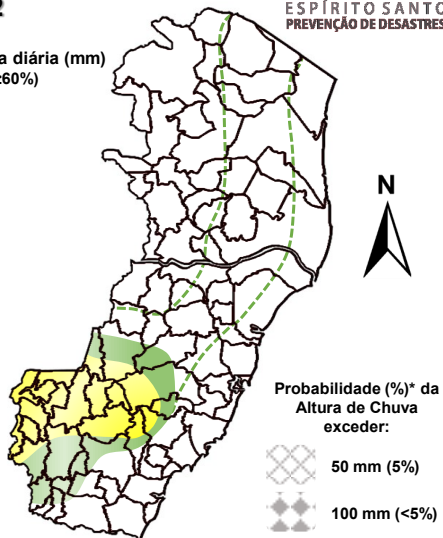 ESPÍRITO SANTO
PREVENÇÃO DE DESASTRES
diária (mm)
60%)
N
Probabilidade (%)* da
Altura de Chuva
exceder:
50 mm (5%)
100 mm (<5%)